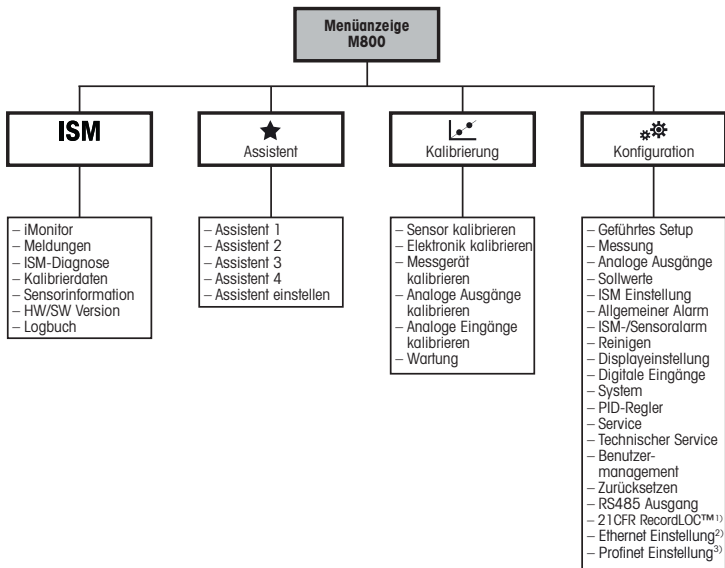 Menüanzeige
M800
ISM
Assistent
Kalibrierung
Konfiguration
– iMonitor
– Meldungen
– ISM-Diagnose
– Kalibrierdaten
– Sensorinformation
– HW/SW Version
– Logbuch
– Assistent 1
– Assistent 2
– Assistent 3
– Assistent 4
– Assistent einstellen
– Sensor kalibrieren
– Elektronik kalibrieren
– Messgerät
kalibrieren
– Analoge Ausgänge
kalibrieren
– Analoge Eingänge
kalibrieren
– Wartung
– Geführtes Setup
– Messung
– Analoge Ausgänge
– Sollwerte
– ISM Einstellung
– Allgemeiner Alarm
– ISM-/Sensoralarm
– Reinigen
– Displayeinstellung
– Digitale Eingänge
– System
– PID-Regler
– Service
– Technischer Service
– Benutzer-
management
– Zurücksetzen
– RS485 Ausgang
– 21CFR RecordLOC™ 1)
– Ethernet Einstellung2)
– Profinet Einstellung3)